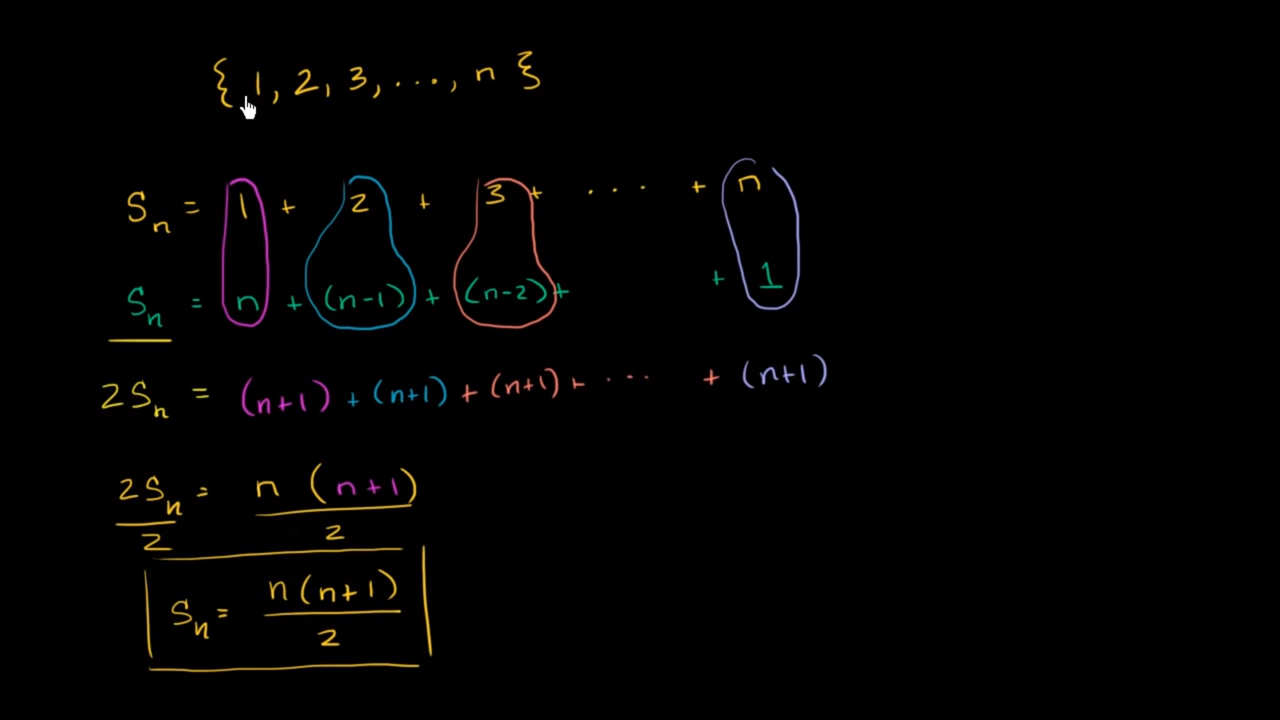 { 1, 2, 3, ..., n }
Sₙ = 1 + 2 + 3 + ... + n
Sₙ = n + (n-1) + (n-2) + + 1
2Sₙ = (n+1) + (n+1) + (n+1) + ... + (n+1)
2Sₙ/2 = n (n+1)/2
Sₙ = n(n+1)/2